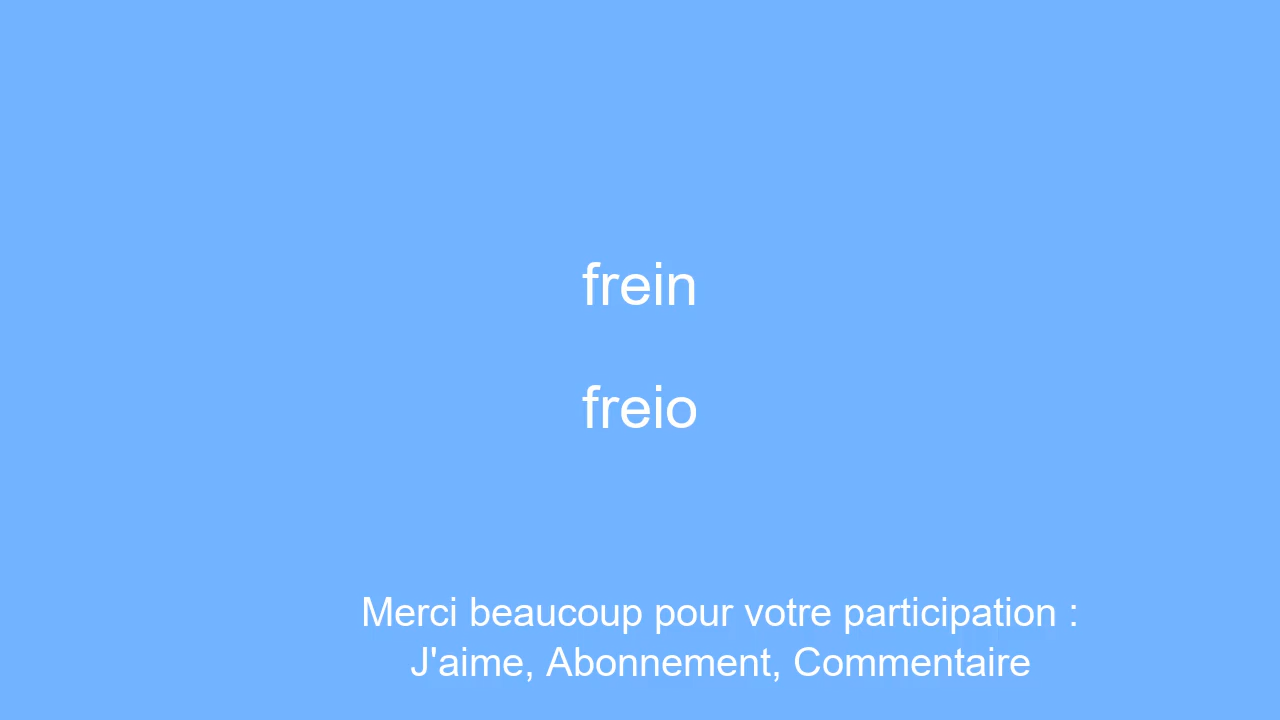 frein
freio
Merci beaucoup pour votre participation :
J'aime, Abonnement, Commentaire